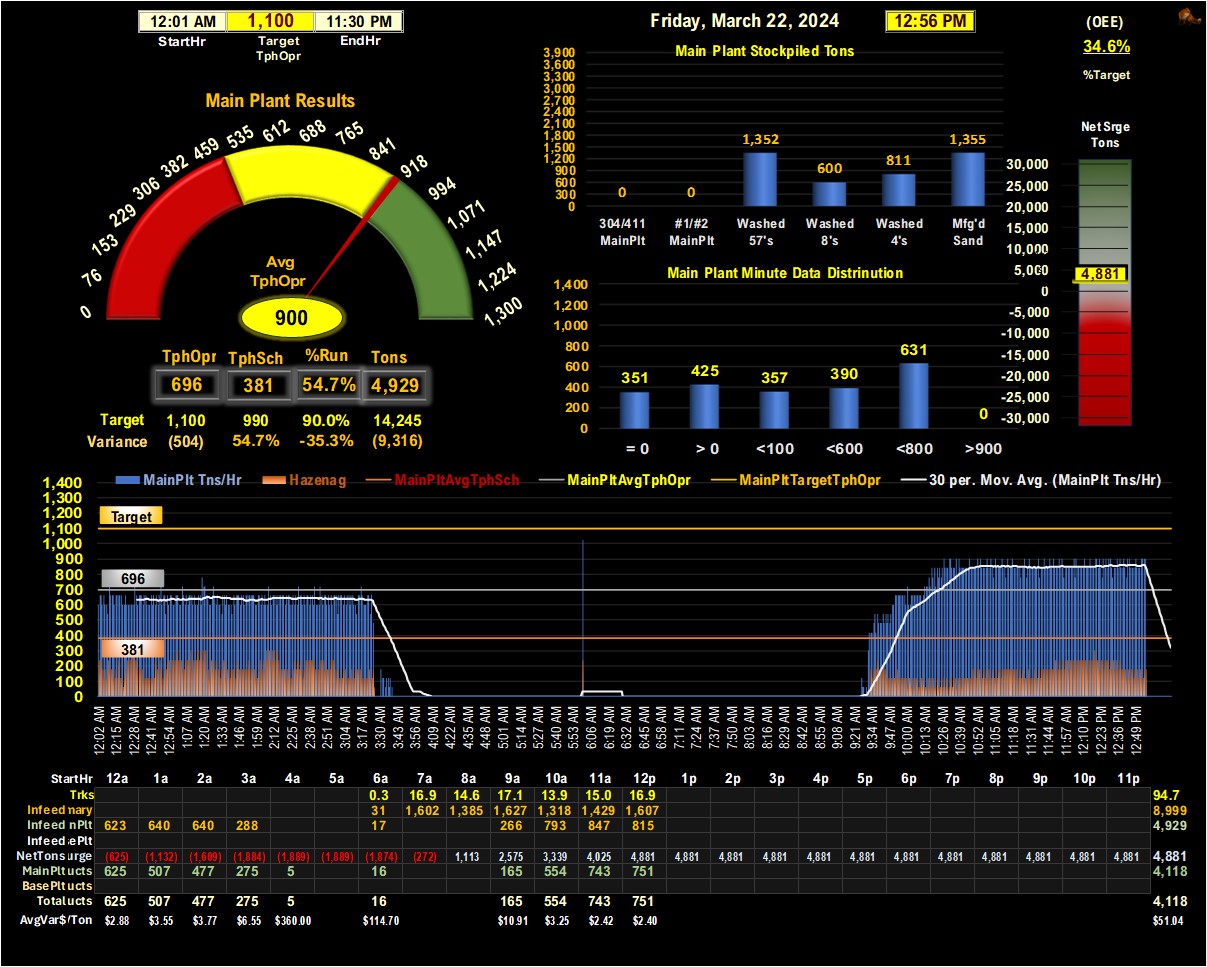 12:01 AM 1,100 11:30 PM
StartHr Target TphOpr EndHr
Friday, March 22, 2024 12:56 PM
(OEE)
34.6%
%Target
Main Plant Results
0 76 153 229 306 382 459 535 612 688 765 841 918 994 1,071 1,147 1,224 1,300
Avg
TphOpr
900
TphOpr TphSch %Run Tons
696 381 54.7% 4,929
Target 1,100 990 90.0% 14,245
Variance (504) 54.7% -35.3% (9,316)
Main Plant Stockpiled Tons
3,900
3,600
3,300
3,000
2,700
2,400
2,100
1,800
1,500
1,200
900
600
300
0
0 0 1,352 600 811 1,355
304/411 #1/#2 Washed Washed Washed Mfg'd
MainPlt MainPlt 57's 8's 4's Sand
Main Plant Minute Data Distrinution
1,400
1,200
1,000
800
600
400
200
0
351 425 357 390 631 0
= 0 > 0 <100 <600 <800 >900
Net Srge
Tons
30,000
25,000
20,000
15,000
10,000
5,000
4,881
0
-5,000
-10,000
-15,000
-20,000
-25,000
-30,000
MainPlt Tns/Hr Hazenag MainPltAvgTphSch MainPltAvgTphOpr MainPltTargetTphOpr 30 per. Mov. Avg. (MainPlt Tns/Hr)
1,400
1,300
1,200
1,100
1,000
900
800
700
600
500
400
300
200
100
0
Target
696
381
12:02 AM 12:15 AM 12:28 AM 12:41 AM 12:54 AM 1:07 AM 1:20 AM 1:33 AM 1:46 AM 1:59 AM 2:12 AM 2:25 AM 2:38 AM 2:51 AM 3:04 AM 3:17 AM 3:30 AM 3:43 AM 3:56 AM 4:09 AM 4:22 AM 4:35 AM 4:48 AM 5:01 AM 5:14 AM 5:27 AM 5:40 AM 5:53 AM 6:06 AM 6:19 AM 6:32 AM 6:45 AM 6:58 AM 7:11 AM 7:24 AM 7:37 AM 7:50 AM 8:03 AM 8:16 AM 8:29 AM 8:42 AM 8:55 AM 9:08 AM 9:21 AM 9:34 AM 9:47 AM 10:00 AM 10:13 AM 10:26 AM 10:39 AM 10:52 AM 11:05 AM 11:18 AM 11:31 AM 11:44 AM 11:57 AM 12:10 PM 12:23 PM 12:36 PM 12:49 PM
StartHr 12a 1a 2a 3a 4a 5a 6a 7a 8a 9a 10a 11a 12p 1p 2p 3p 4p 5p 6p 7p 8p 9p 10p 11p
Trks 0.3 16.9 14.6 17.1 13.9 15.0 16.9 94.7
Infeed nary 31 1,602 1,385 1,627 1,318 1,429 1,607 8,999
Infeed nPlt 623 640 640 288 17 266 793 847 815 4,929
Infeed ePlt
NetTons urge (625) (1,132) (1,609) (1,884) (1,889) (1,889) (1,874) (272) 1,113 2,575 3,339 4,025 4,881 4,881 4,881 4,881 4,881 4,881 4,881 4,881 4,881 4,881 4,881 4,881 4,881
MainPlt ucts 625 507 477 275 5 16 165 554 743 751 4,118
BasePlt ucts
Total ucts 625 507 477 275 5 16 165 554 743 751 4,118
AvgVar$/Ton $2.88 $3.55 $3.77 $6.55 $360.00 $114.70 $10.91 $3.25 $2.42 $2.40 $51.04